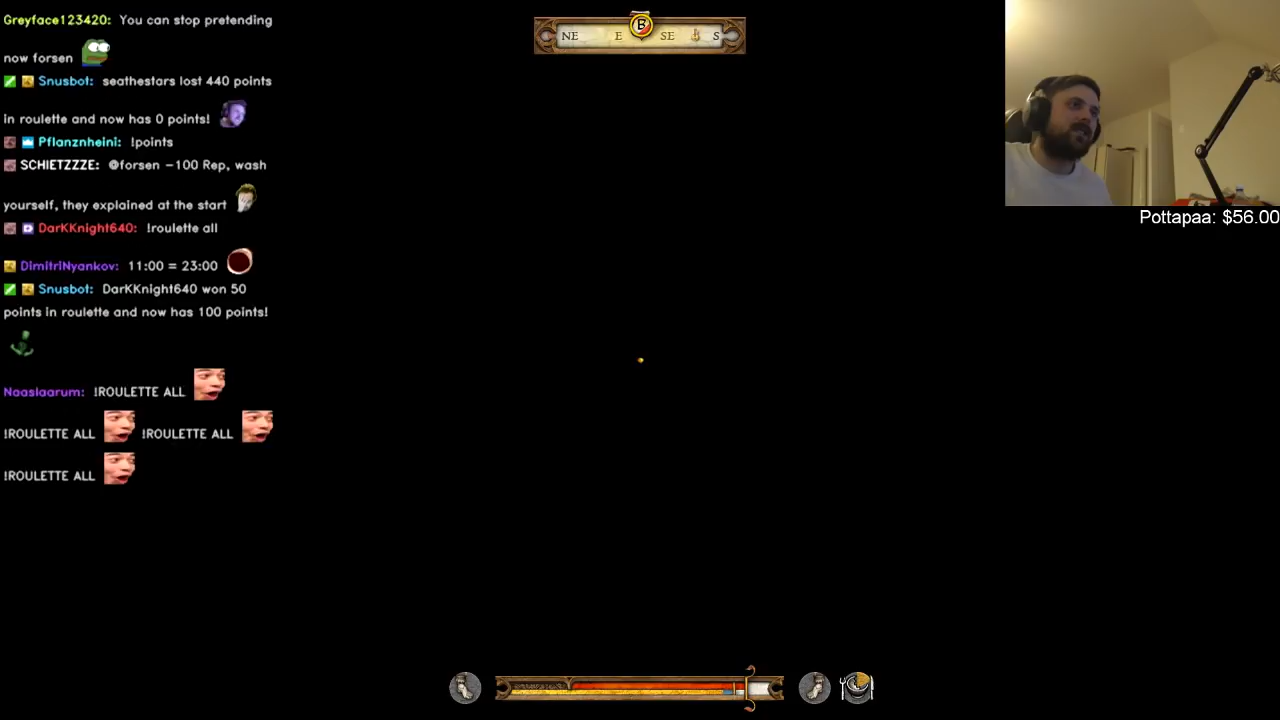 Greyface123420: You can stop pretending
now forsen
Snusbot: seathestars lost 440 points
in roulette and now has 0 points!
Pflanznheini: !points
SCHIETZZZE: @forsen -100 Rep, wash
yourself, they explained at the start
DarKKnight640: !roulette all
DimitriNyankov: 11:00 = 23:00
Snusbot: DarKKnight640 won 50
points in roulette and now has 100 points!
Naaslaarum: !ROULETTE ALL
!ROULETTE ALL !ROULETTE ALL
!ROULETTE ALL
NE E B SE S
Pottapaa: $56.00